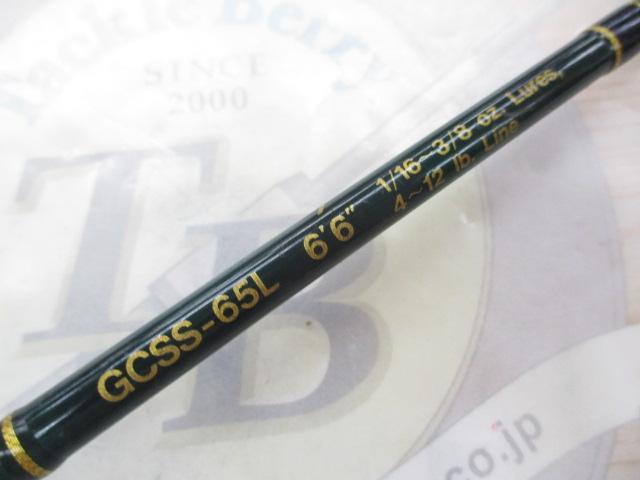 Tackle Berry
SINCE
2000
TB
GCSS-65L 6'6" 1/16~3/8 oz. Lures,
4~12 lb. Line
.co.jp